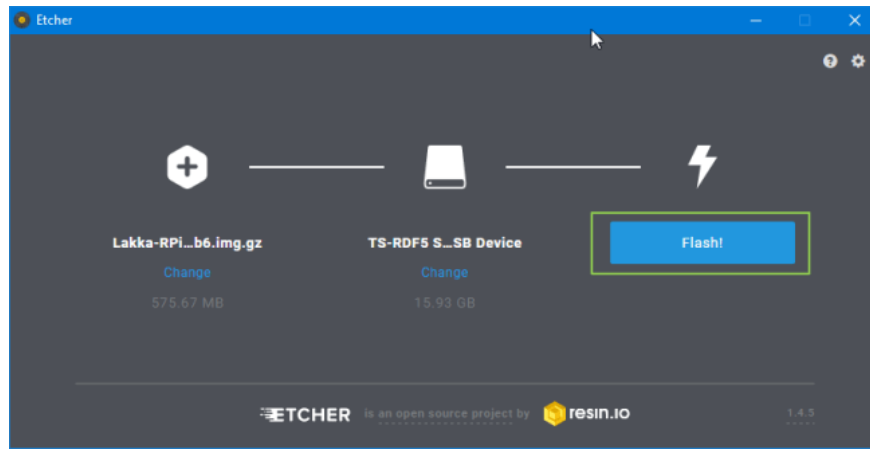 Etcher
Lakka-RPi...b6.img.gz
Change
575.67 MB
TS-RDF5 S...SB Device
Change
15.93 GB
Flash!
ETCHER is an open source project by resin.io 1.4.5